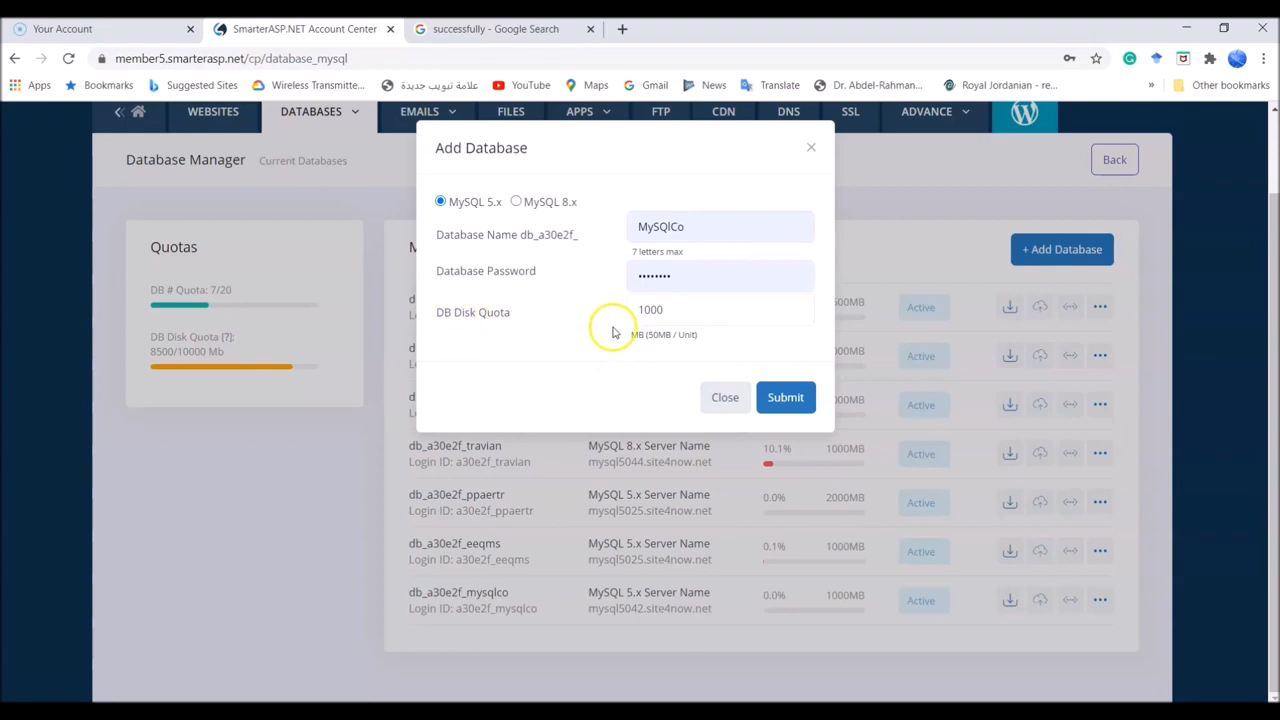 Your Account
SmarterASP.NET Account Center
successfully - Google Search
member5.smarterasp.net/cp/database_mysql
Apps
Bookmarks
Suggested Sites
Wireless Transmitte...
علامة تبويب جديدة
YouTube
Maps
Gmail
News
Translate
Dr. Abdel-Rahman...
Royal Jordanian - re...
»
Other bookmarks
WEBSITES
DATABASES
EMAILS
FILES
APPS
FTP
CDN
DNS
SSL
ADVANCE
Database Manager
Current Databases
Back
Add Database
MySQL 5.x
MySQL 8.x
Database Name db_a30e2f_
MySQlCo
7 letters max
Database Password
••••••••
DB Disk Quota
1000
MB (50MB / Unit)
Close
Submit
Quotas
DB # Quota: 7/20
DB Disk Quota [?]:
8500/10000 Mb
+ Add Database
Active
Active
Active
db_a30e2f_travian
Login ID: a30e2f_travian
MySQL 8.x Server Name
mysql5044.site4now.net
10.1%
1000MB
Active
db_a30e2f_ppaertr
Login ID: a30e2f_ppaertr
MySQL 5.x Server Name
mysql5025.site4now.net
0.0%
2000MB
Active
db_a30e2f_eeqms
Login ID: a30e2f_eeqms
MySQL 5.x Server Name
mysql5025.site4now.net
0.1%
1000MB
Active
db_a30e2f_mysqlco
Login ID: a30e2f_mysqlco
MySQL 5.x Server Name
mysql5042.site4now.net
0.0%
1000MB
Active